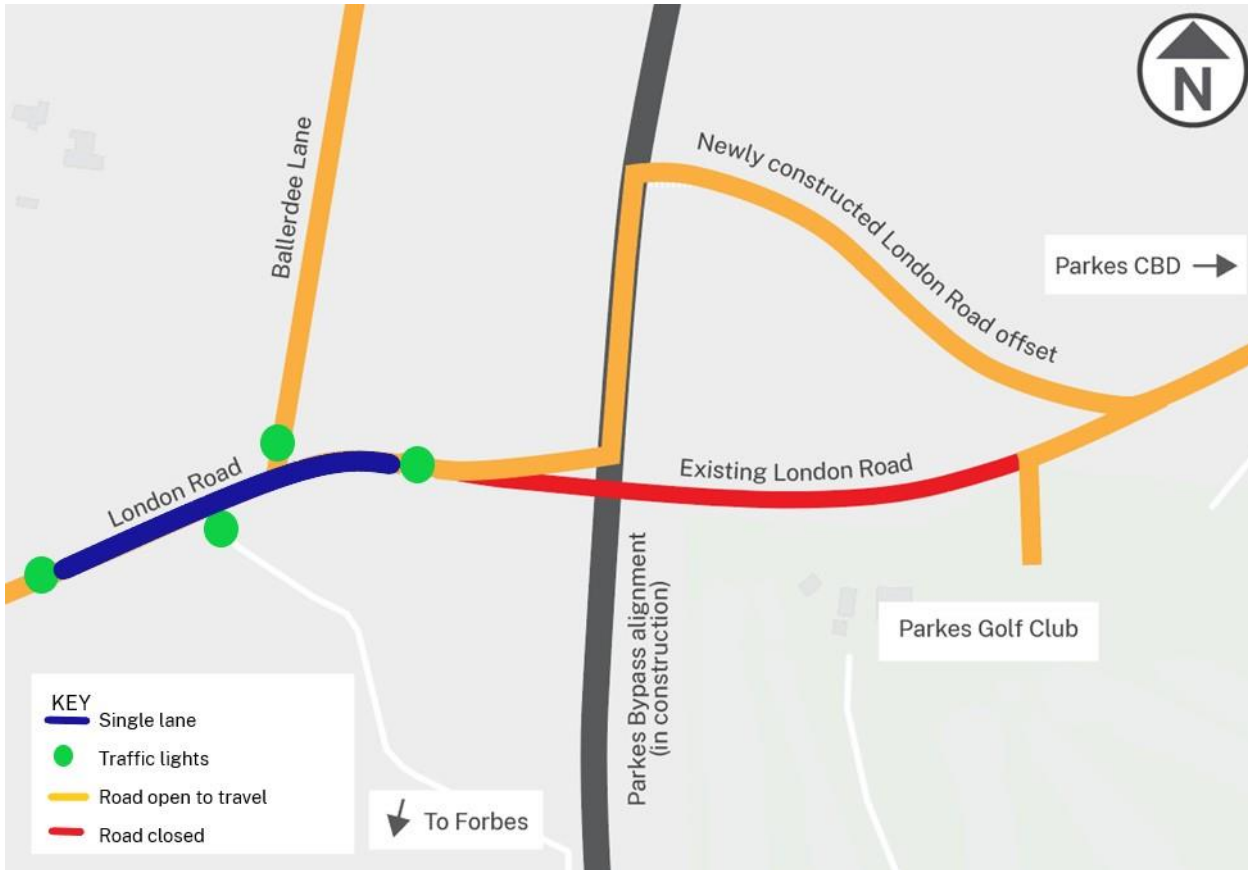 N
Newly constructed London Road offset
Ballerdee Lane
Parkes CBD
London Road
Existing London Road
Parkes Bypass alignment
(in construction)
Parkes Golf Club
KEY
Single lane
Traffic lights
Road open to travel
Road closed
To Forbes